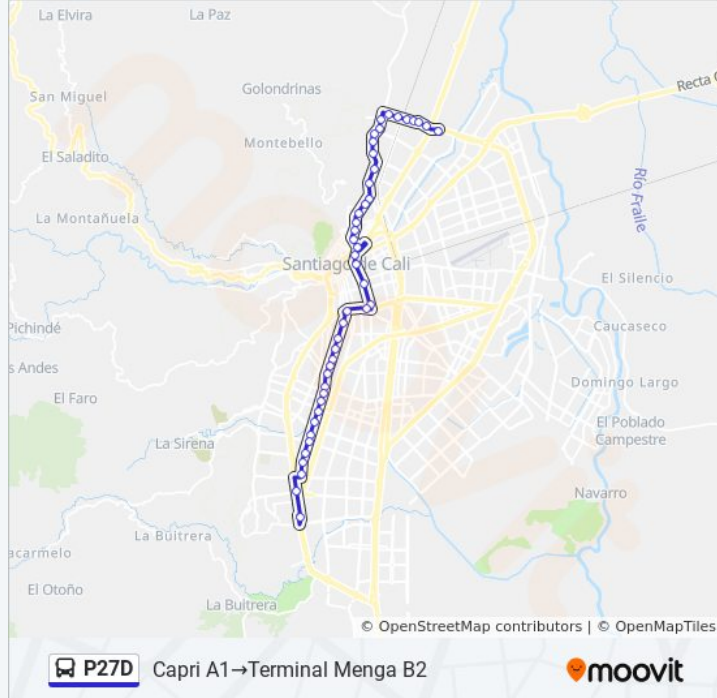 La Elvira
La Paz
Recta C
Golondrinas
San Miguel
Montebello
El Saladito
Río Fraile
La Montañuela
Santiago de Cali
El Silencio
Pichindé
Caucaseco
s Andes
Domingo Largo
El Faro
El Poblado
Campestre
La Sirena
Navarro
La Buitrera
acarmelo
El Otoño
La Buitrera
© OpenStreetMap contributors | © OpenMapTiles
P27D
Capri A1→Terminal Menga B2
moovit